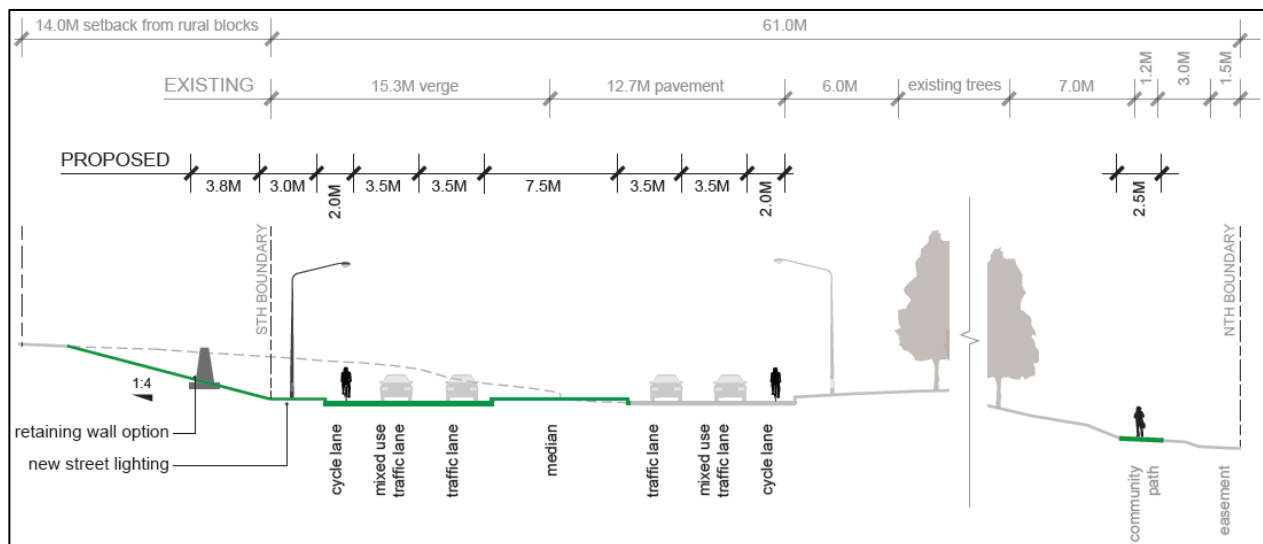 14.0M setback from rural blocks
61.0M
EXISTING
15.3M verge
12.7M pavement
6.0M
existing trees
7.0M
1.2M
3.0M
1.5M
PROPOSED
3.8M
3.0M
2.0M
3.5M
3.5M
7.5M
3.5M
3.5M
2.0M
2.5M
STH BOUNDARY
NTH BOUNDARY
1:4
retaining wall option
new street lighting
cycle lane
mixed use
traffic lane
traffic lane
median
traffic lane
mixed use
traffic lane
cycle lane
community
path
easement